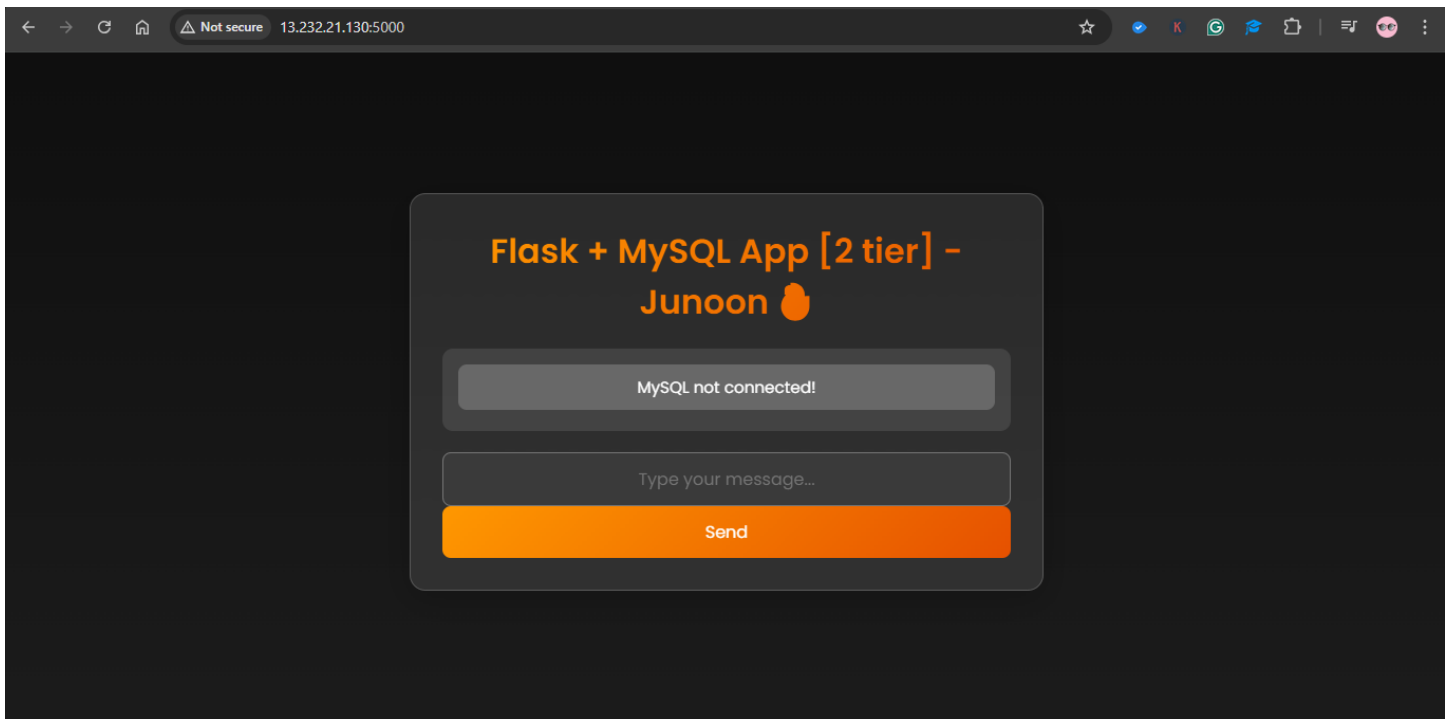 Not secure 13.232.21.130:5000
Flask + MySQL App [2 tier] -
Junoon
MySQL not connected!
Type your message...
Send